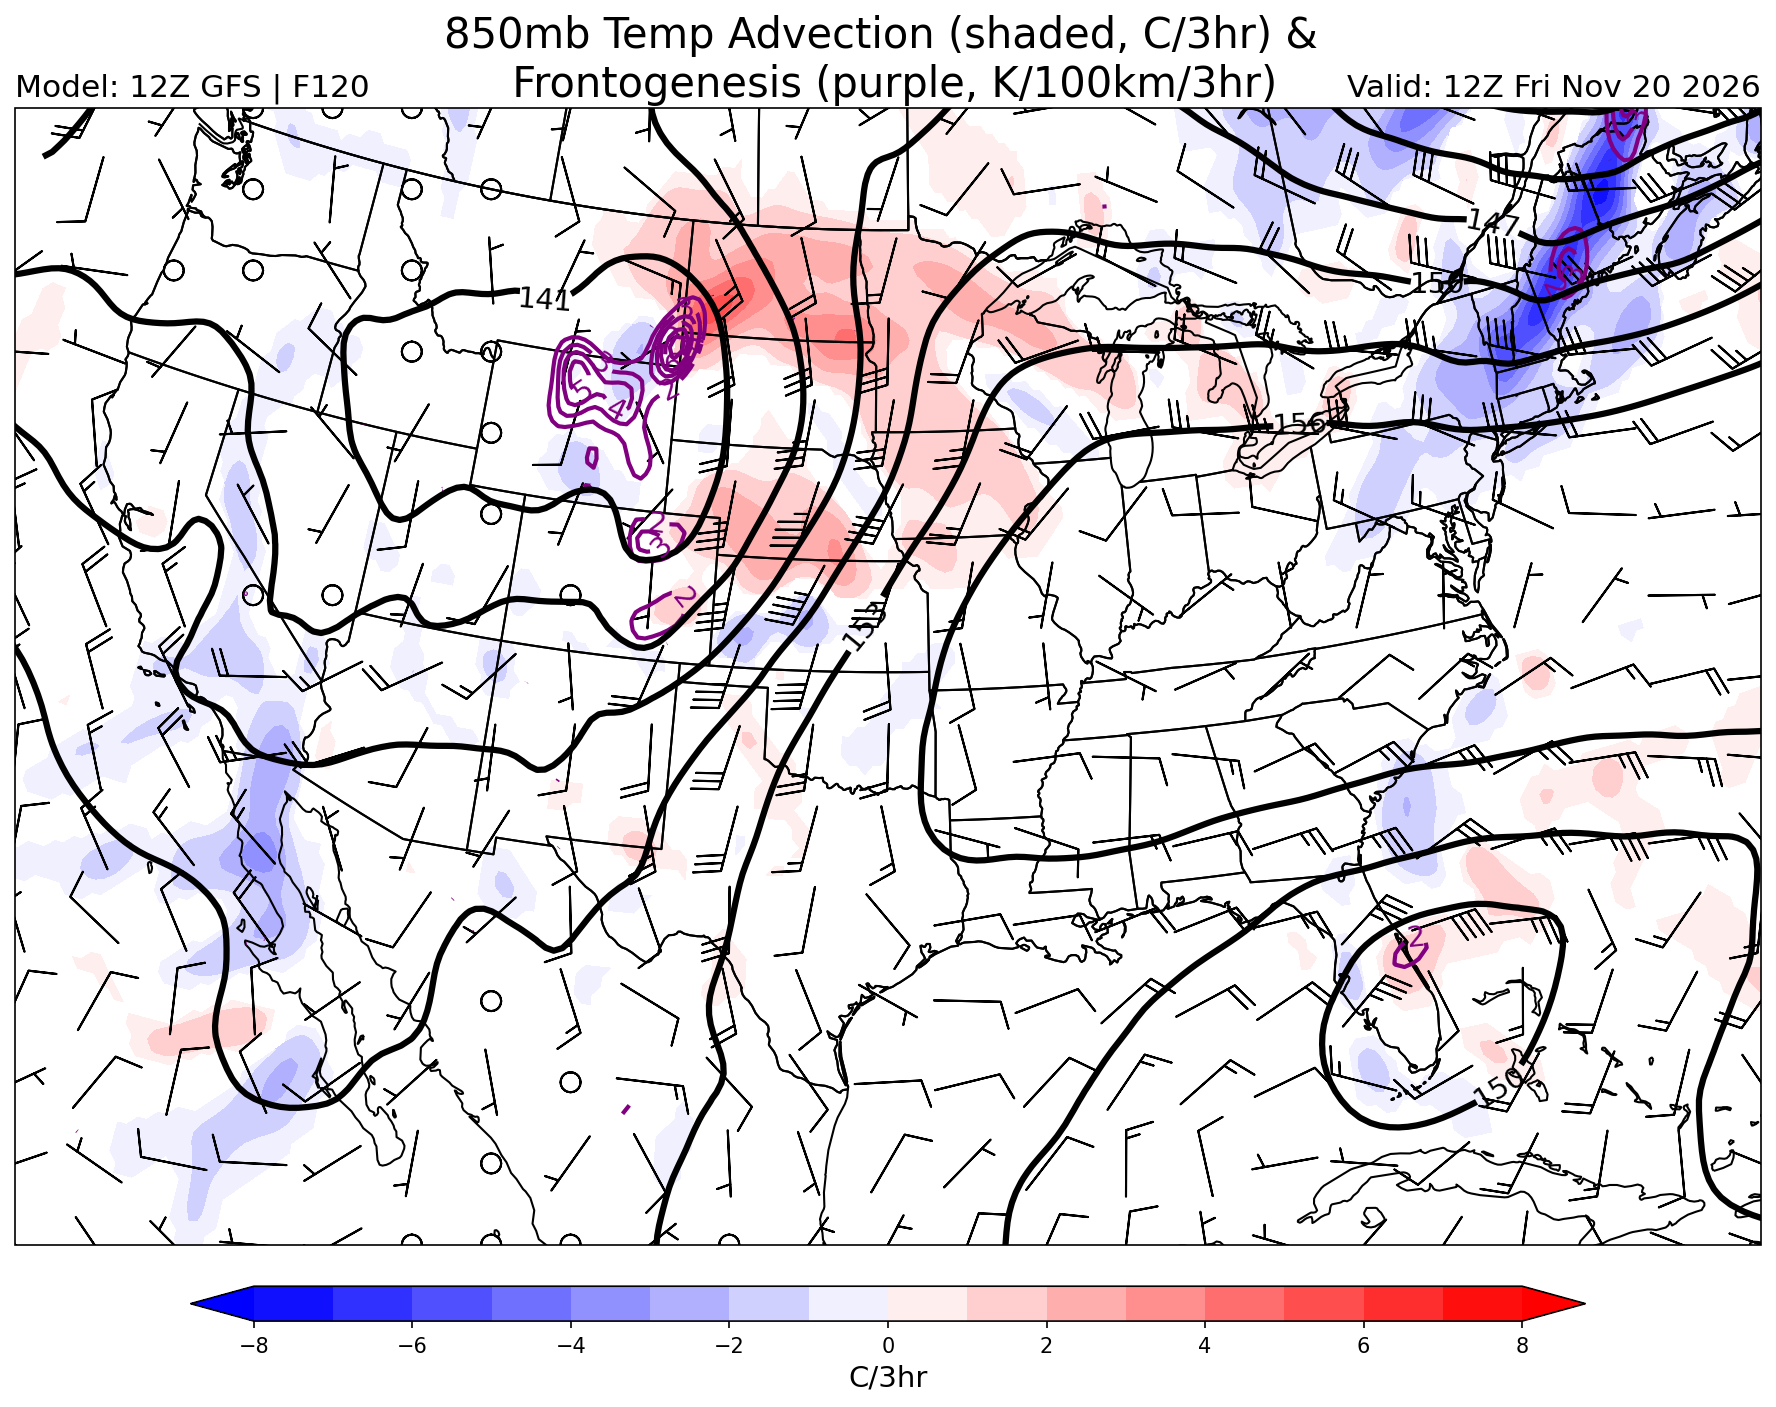 850mb Temp Advection (shaded, C/3hr) &
Frontogenesis (purple, K/100km/3hr)
Model: 12Z GFS | F120
Valid: 12Z Fri Nov 20 2026
147
141
150
156
153
150
3
5
4
2
2
3
2
2
−8 −6 −4 −2 0 2 4 6 8
C/3hr